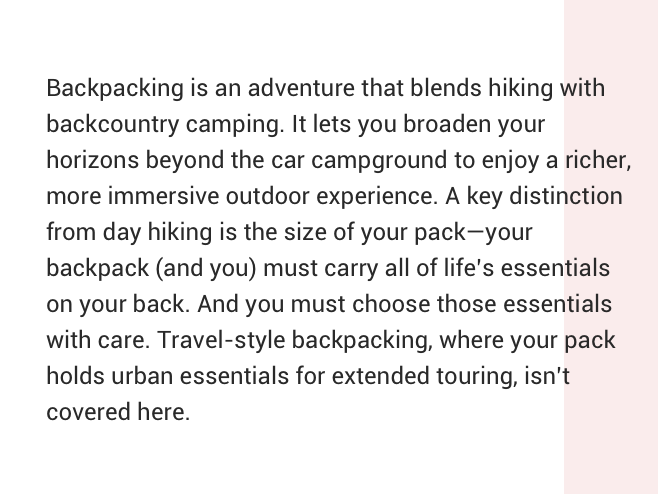 Backpacking is an adventure that blends hiking with
backcountry camping. It lets you broaden your
horizons beyond the car campground to enjoy a richer,
more immersive outdoor experience. A key distinction
from day hiking is the size of your pack—your
backpack (and you) must carry all of life's essentials
on your back. And you must choose those essentials
with care. Travel-style backpacking, where your pack
holds urban essentials for extended touring, isn't
covered here.